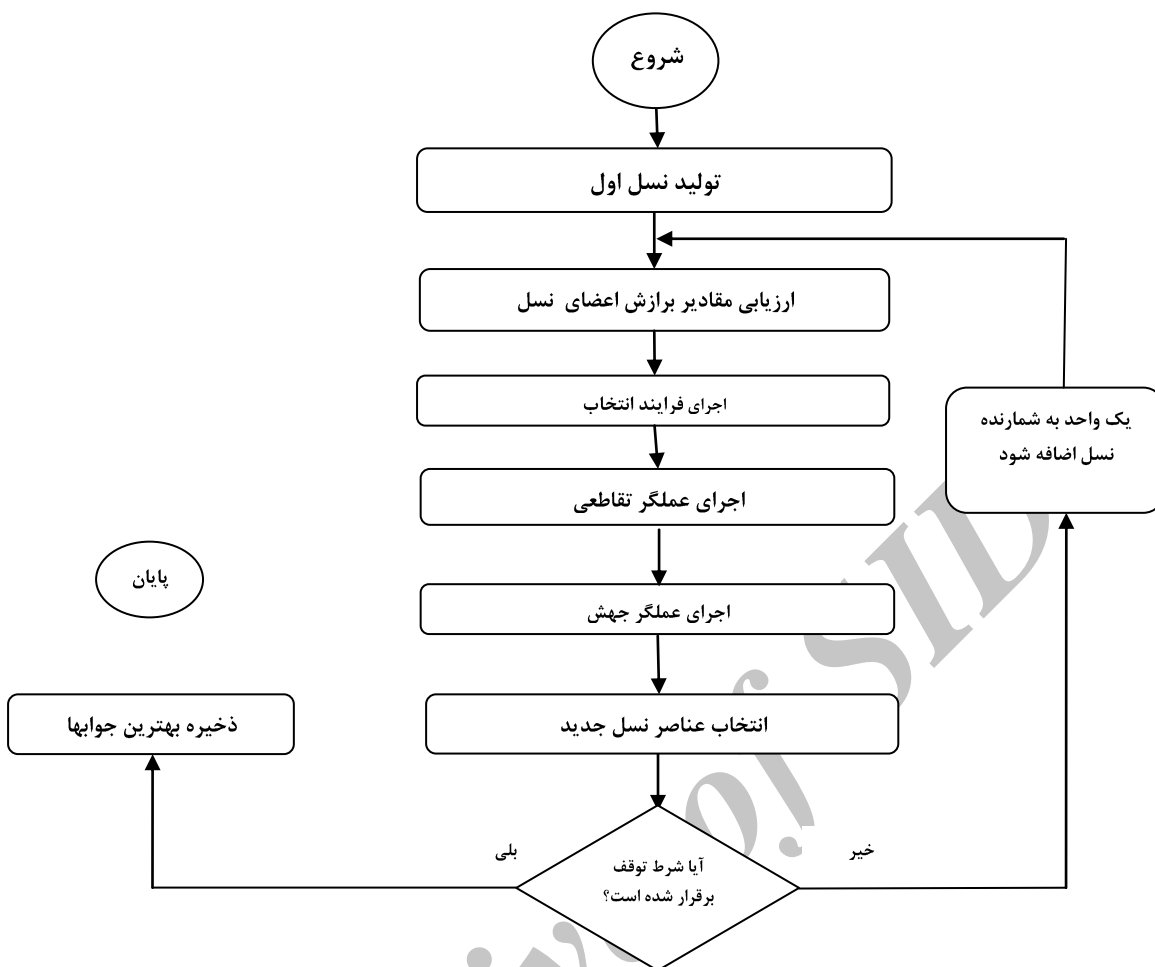 شروع
تولید نسل اول
ارزیابی مقادیر برازش اعضای نسل
اجرای فرایند انتخاب
یک واحد به شمارنده
نسل اضافه شود
اجرای عملگر تقاطعی
پایان
اجرای عملگر جهش
ذخیره بهترین جوابها
انتخاب عناصر نسل جدید
خیر
بلی
آیا شرط توقف
برقرار شده است؟
of SID